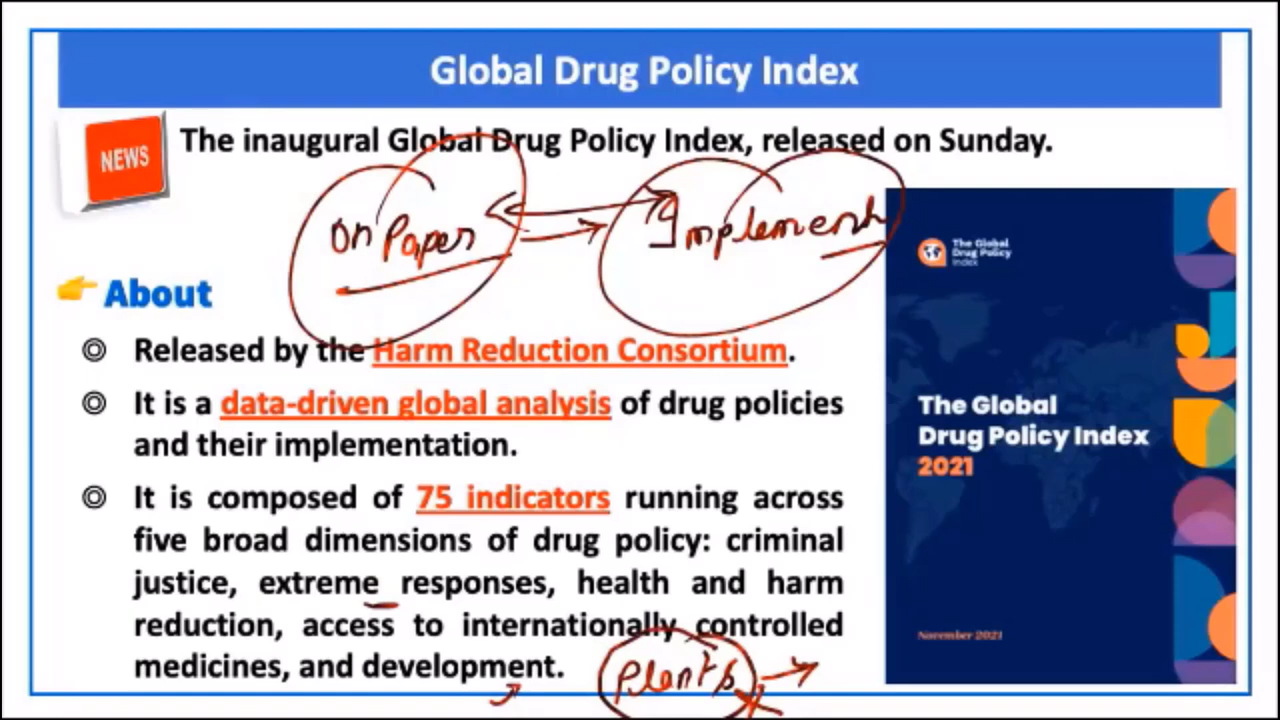 Global Drug Policy Index
NEWS
The inaugural Global Drug Policy Index, released on Sunday.
On Paper
Implement
About
Released by the Harm Reduction Consortium.
It is a data-driven global analysis of drug policies
and their implementation.
It is composed of 75 indicators running across
five broad dimensions of drug policy: criminal
justice, extreme responses, health and harm
reduction, access to internationally controlled
medicines, and development.
Plants
The Global
Drug Policy
Index
The Global
Drug Policy Index
2021
November 2021